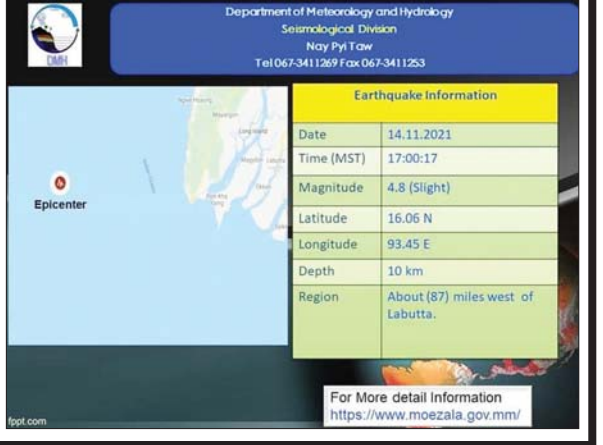 Department of Meteorology and Hydrology
Seismological Division
Nay Pyi Taw
Tel 067-3411269 Fax 067-3411253
DMH
Long Island
Epicenter
Earthquake Information
Date 14.11.2021
Time (MST) 17:00:17
Magnitude 4.8 (Slight)
Latitude 16.06 N
Longitude 93.45 E
Depth 10 km
Region About (87) miles west of
Labutta.
For More detail Information
https://www.moezala.gov.mm/
fppt.com